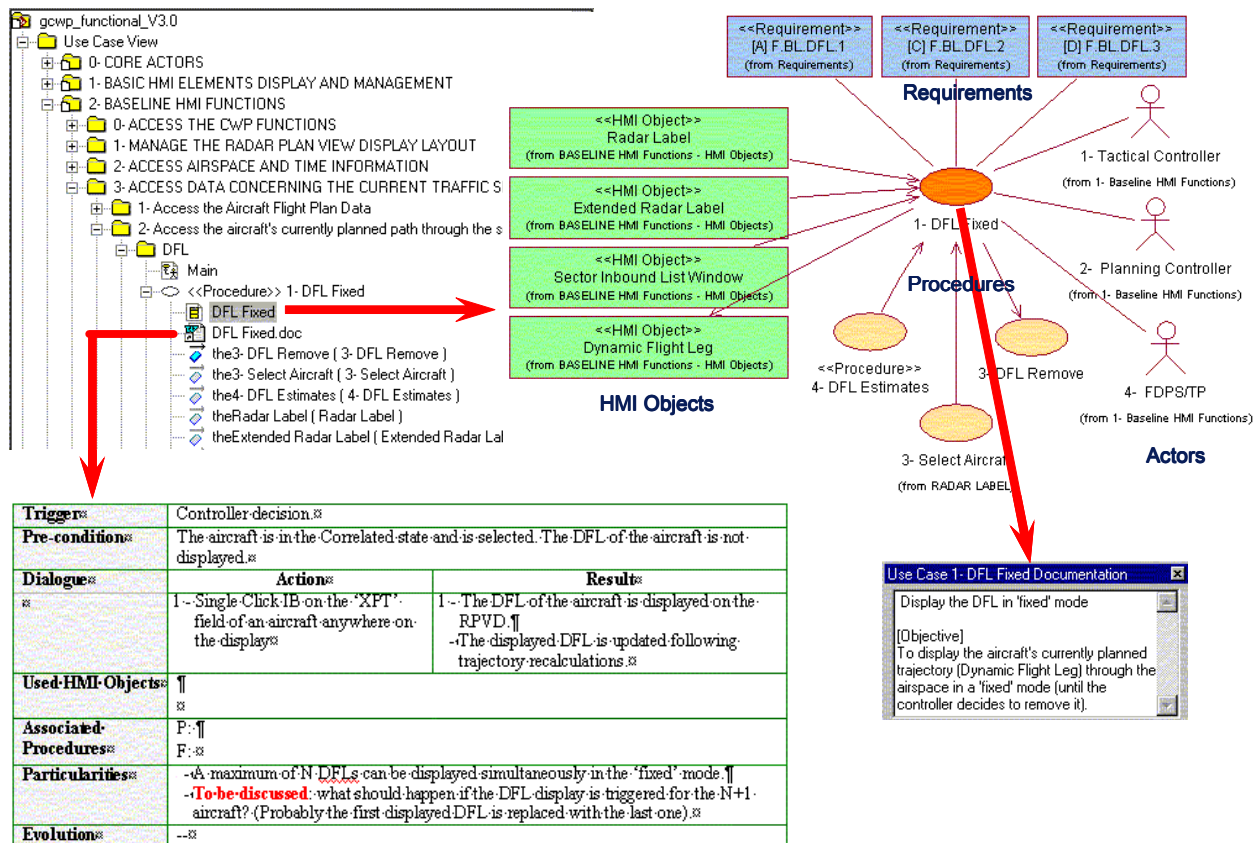 gcwp_functional_V3.0
Use Case View
0- CORE ACTORS
1- BASIC HMI ELEMENTS DISPLAY AND MANAGEMENT
2- BASELINE HMI FUNCTIONS
0- ACCESS THE CWP FUNCTIONS
1- MANAGE THE RADAR PLAN VIEW DISPLAY LAYOUT
2- ACCESS AIRSPACE AND TIME INFORMATION
3- ACCESS DATA CONCERNING THE CURRENT TRAFFIC S
1- Access the Aircraft Flight Plan Data
2- Access the aircraft's currently planned path through the s
DFL
Main
<<Procedure>> 1- DFL Fixed
DFL Fixed
DFL Fixed.doc
the3- DFL Remove ( 3- DFL Remove )
the3- Select Aircraft ( 3- Select Aircraft )
the4- DFL Estimates ( 4- DFL Estimates )
theRadar Label ( Radar Label )
theExtended Radar Label ( Extended Radar Lal
<<Requirement>>
[A] F.BL.DFL.1
(from Requirements)
<<Requirement>>
[C] F.BL.DFL.2
(from Requirements)
<<Requirement>>
[D] F.BL.DFL.3
(from Requirements)
Requirements
<<HMI Object>>
Radar Label
(from BASELINE HMI Functions - HMI Objects)
<<HMI Object>>
Extended Radar Label
(from BASELINE HMI Functions - HMI Objects)
<<HMI Object>>
Sector Inbound List Window
(from BASELINE HMI Functions - HMI Objects)
<<HMI Object>>
Dynamic Flight Leg
(from BASELINE HMI Functions - HMI Objects)
HMI Objects
1- DFL Fixed
Procedures
<<Procedure>>
4- DFL Estimates
3- DFL Remove
3- Select Aircraft
(from RADAR LABEL)
1- Tactical Controller
(from 1- Baseline HMI Functions)
2- Planning Controller
(from 1- Baseline HMI Functions)
4- FDPS/TP
(from 1- Baseline HMI Functions)
Actors
Trigger¤ Controller·decision.¤
Pre-condition¤ The·aircraft·is·in·the·Correlated·state·and·is·selected.·The·DFL·of·the·aircraft·is·not·
displayed.¤
Dialogue¤ Action¤ Result¤
¤ 1·-·Single·Click·IB·on·the·‘XPT’· 1·-·The·DFL·of·the·aircraft·is·displayed·on·the·
field·of·an·aircraft·anywhere·on· RPVD.¶
the·display¤ -·The·displayed·DFL·is·updated·following·
trajectory·recalculations.¤
Used·HMI·Objects¤ ¶
¤
Associated· P:·¶
Procedures¤ F:·¤
Particularities¤ -·A·maximum·of·N·DFLs·can·be·displayed·simultaneously·in·the·‘fixed’·mode.¶
-·To·be·discussed:·what·should·happen·if·the·DFL·display·is·triggered·for·the·N+1·
aircraft?·(Probably·the·first·displayed·DFL·is·replaced·with·the·last·one).¤
Evolution¤ --¤
Use Case 1- DFL Fixed Documentation
Display the DFL in 'fixed' mode
[Objective]
To display the aircraft's currently planned
trajectory (Dynamic Flight Leg) through the
airspace in a 'fixed' mode (until the
controller decides to remove it).